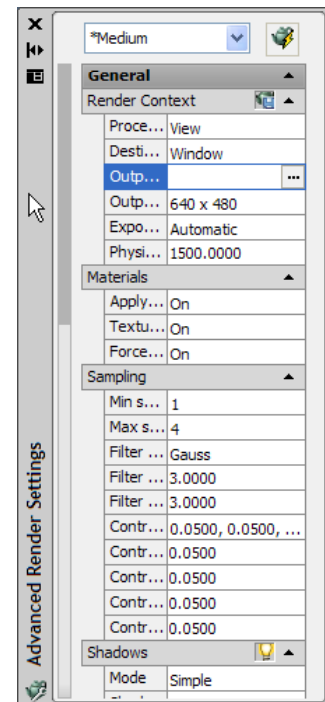 *Medium
General
Render Context
Proce... View
Desti... Window
Outp...
Outp... 640 x 480
Expo... Automatic
Physi... 1500.0000
Materials
Apply... On
Textu... On
Force... On
Sampling
Min s... 1
Max s... 4
Filter ... Gauss
Filter ... 3.0000
Filter ... 3.0000
Contr... 0.0500, 0.0500, ...
Contr... 0.0500
Contr... 0.0500
Contr... 0.0500
Contr... 0.0500
Shadows
Mode Simple
Advanced Render Settings